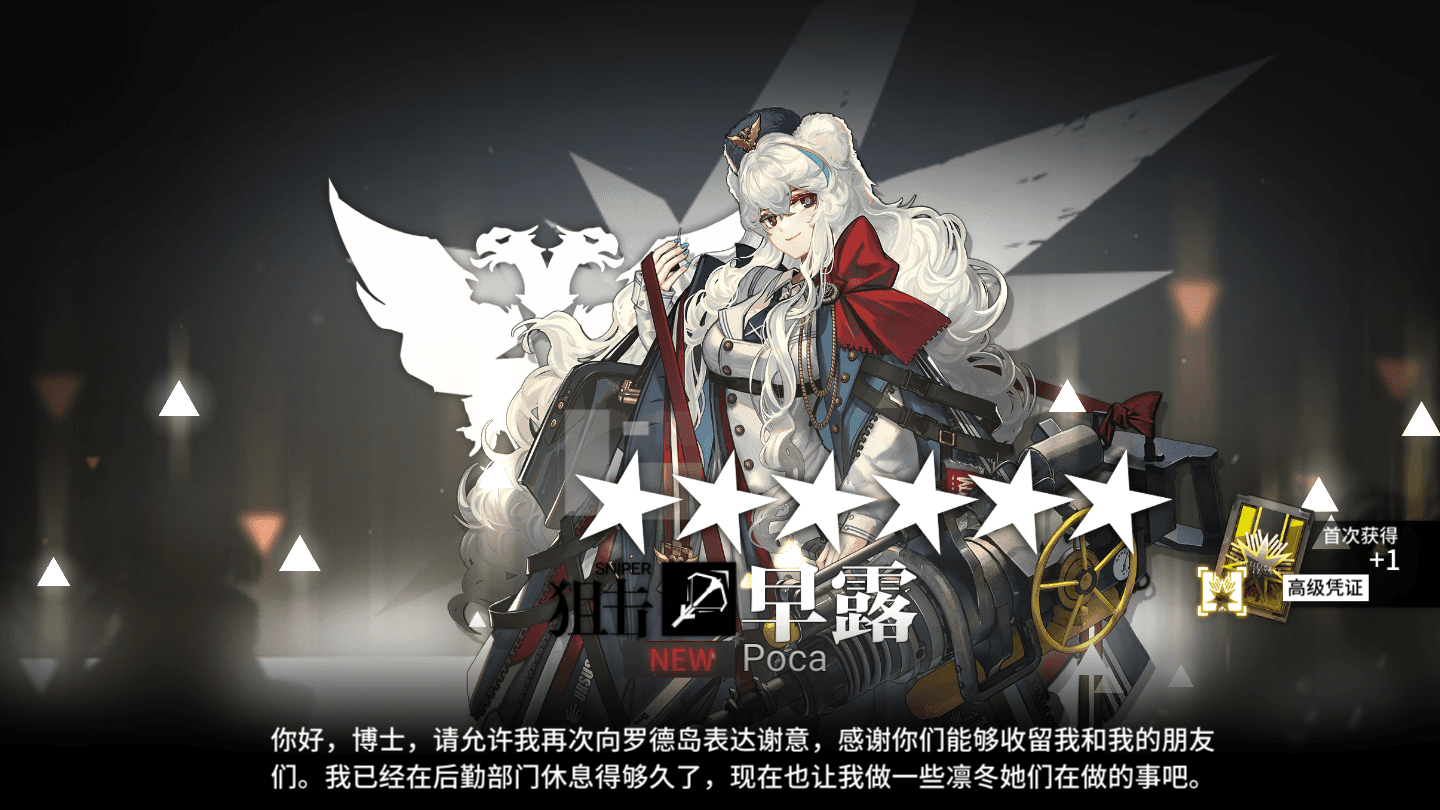 首次获得
+1
高级凭证
SNIPER
狙击
早露
NEW
Роса
URSUS
你好，博士，请允许我再次向罗德岛表达谢意，感谢你们能够收留我和我的朋友
们。我已经在后勤部门休息得够久了，现在也让我做一些凛冬她们在做的事吧。